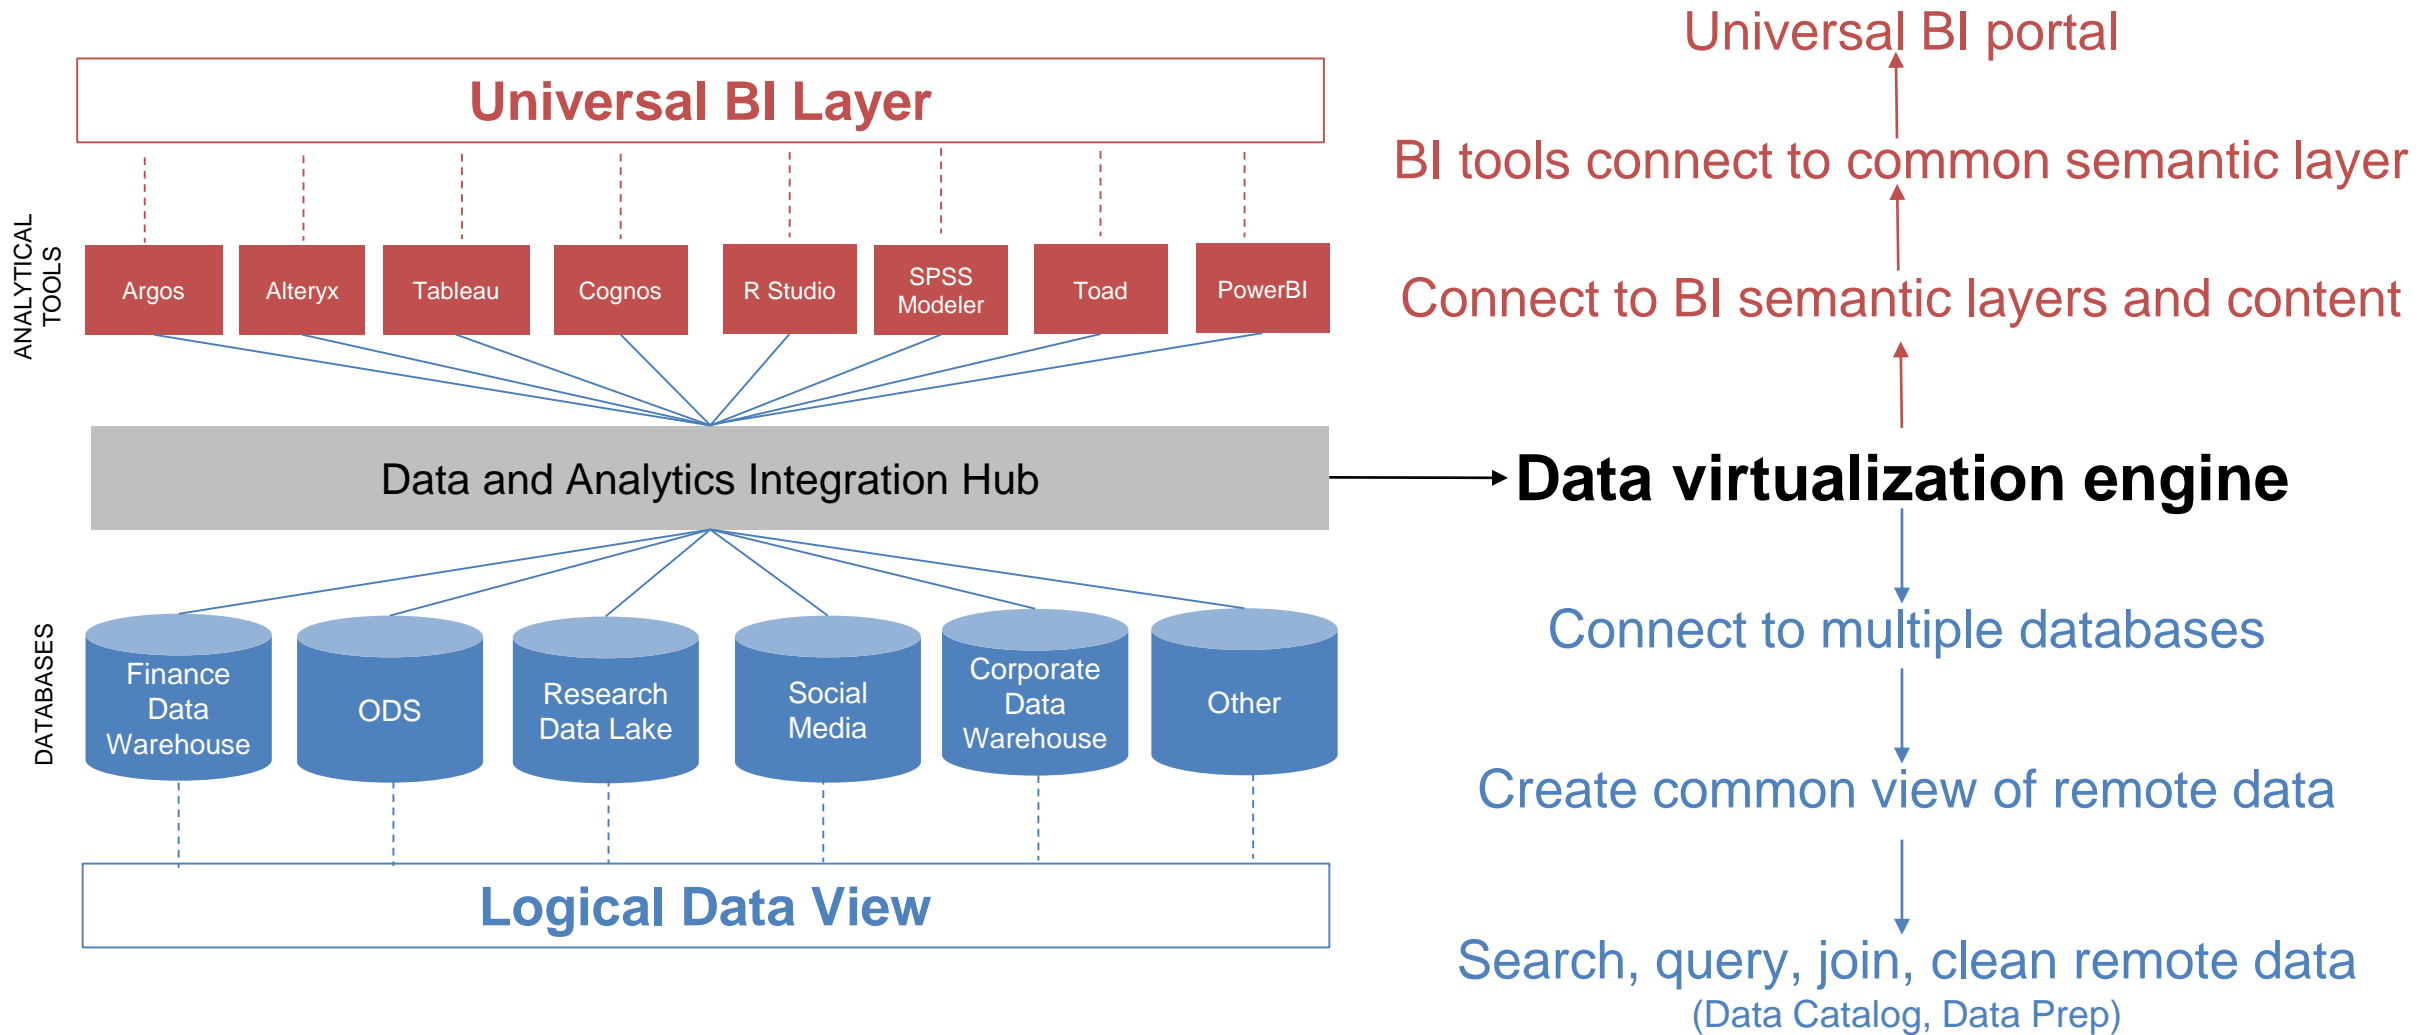 Universal BI Layer
ANALYTICAL
TOOLS
Argos
Alteryx
Tableau
Cognos
R Studio
SPSS
Modeler
Toad
PowerBI
Data and Analytics Integration Hub
DATABASES
Finance
Data
Warehouse
ODS
Research
Data Lake
Social
Media
Corporate
Data
Warehouse
Other
Logical Data View
Universal BI portal
BI tools connect to common semantic layer
Connect to BI semantic layers and content
Data virtualization engine
Connect to multiple databases
Create common view of remote data
Search, query, join, clean remote data
(Data Catalog, Data Prep)